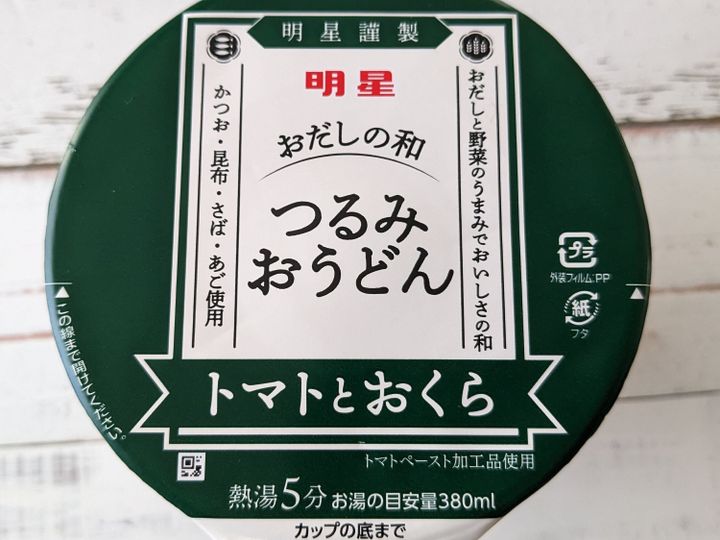 明星謹製
明星
おだしの和
つるみ
おうどん
おだしと野菜のうまみでおいしさの和
かつお・昆布・さば・あご使用
トマトとおくら
トマトペースト加工品使用
熱湯5分 お湯の目安量380ml
カップの底まで
この線まで開けてください。
プラ
外装フィルム:PP
紙
フタ